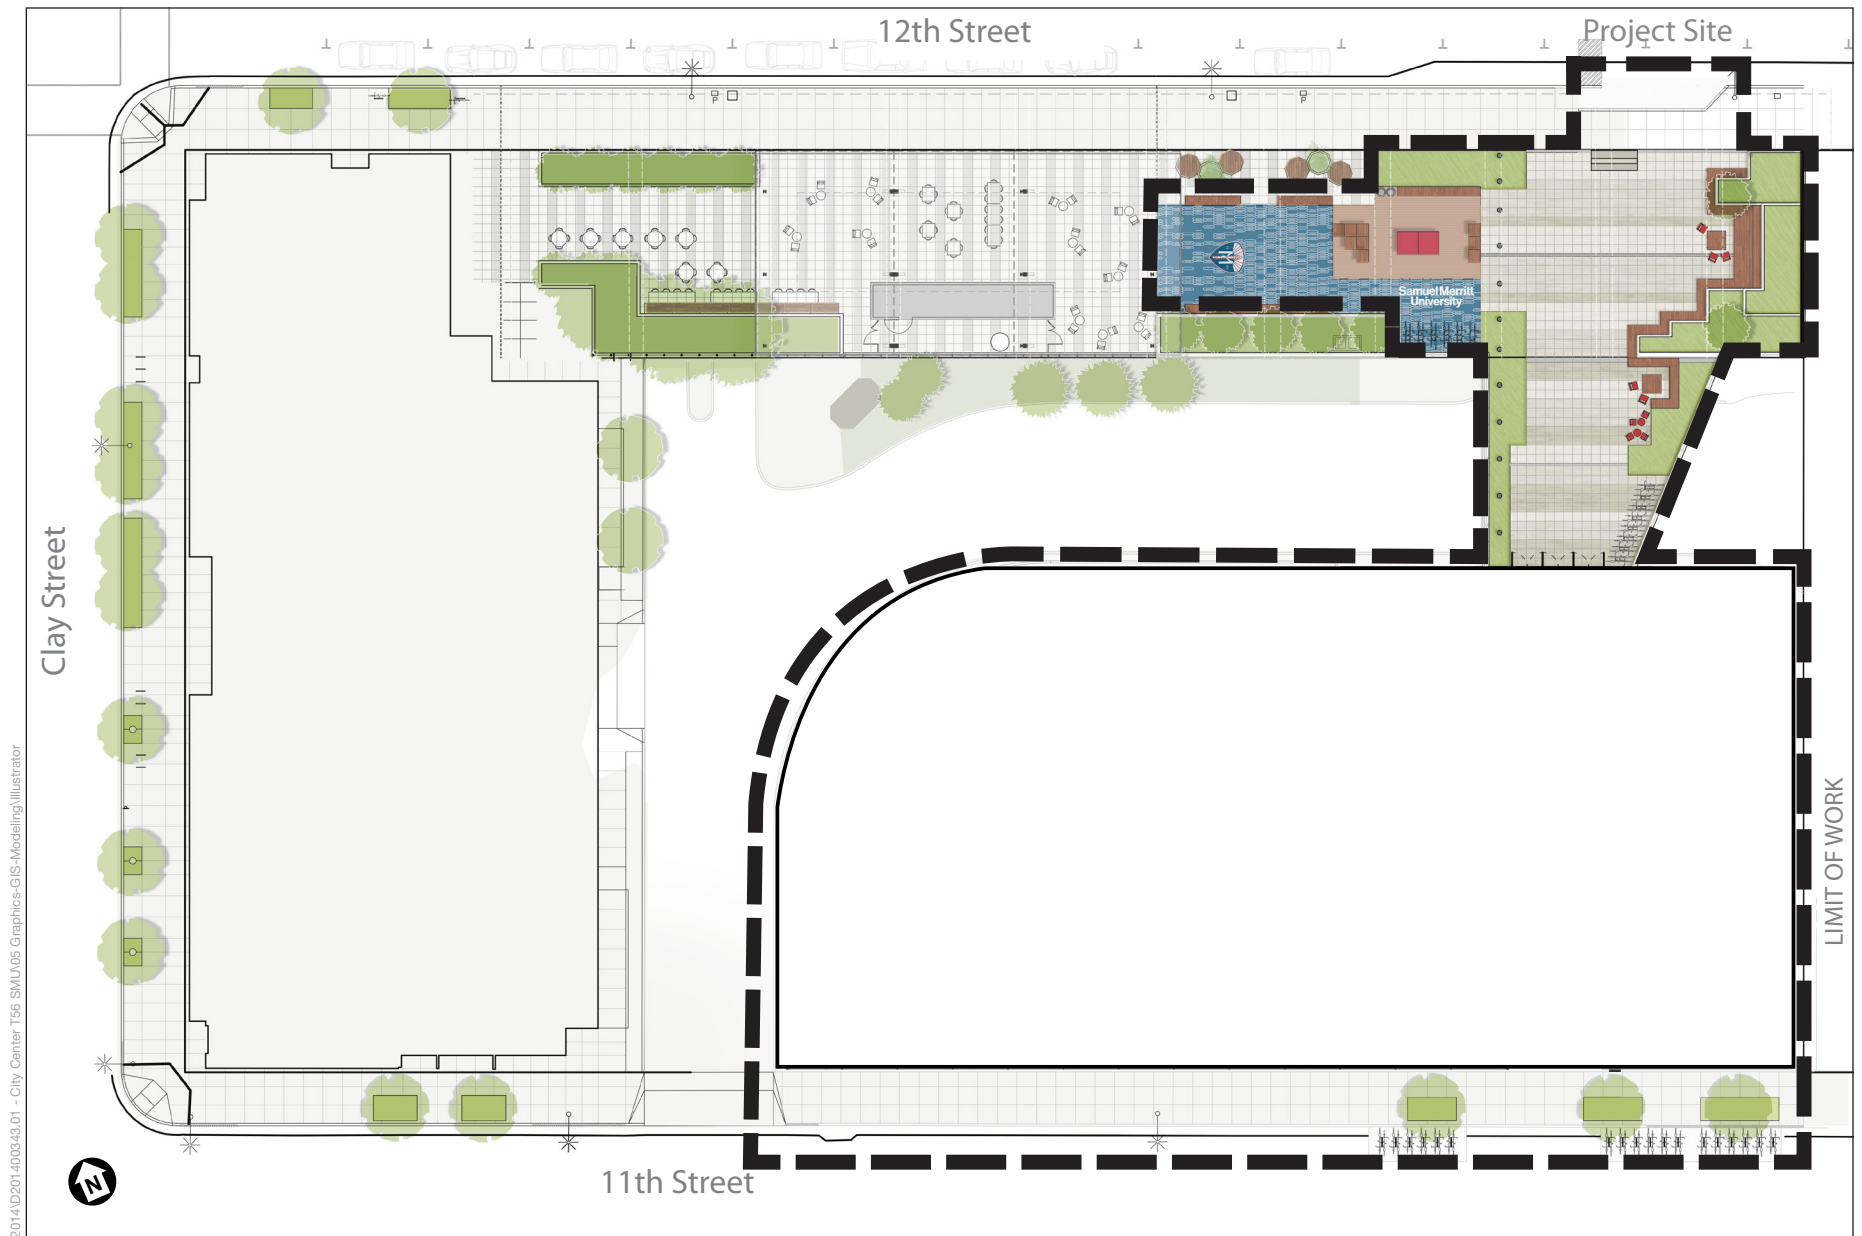 12th Street
Project Site
P
P
Samuel Merritt
University
Clay Street
LIMIT OF WORK
2014\D201400343.01 - City Center T56 SMU\05 Graphics-GIS-Modeling\Illustrator
11th Street
N